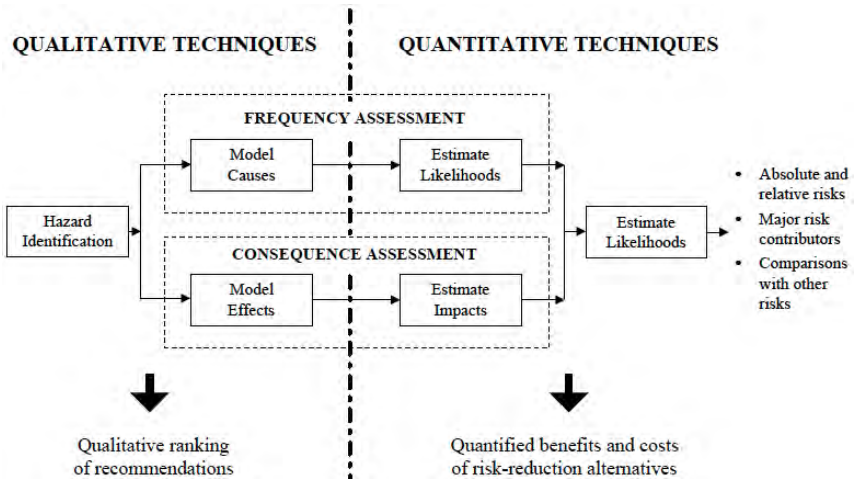 QUALITATIVE TECHNIQUES
QUANTITATIVE TECHNIQUES
FREQUENCY ASSESSMENT
Model
Causes
Estimate
Likelihoods
Hazard
Identification
Estimate
Likelihoods
• Absolute and
relative risks
• Major risk
contributors
• Comparisons
with other
risks
CONSEQUENCE ASSESSMENT
Model
Effects
Estimate
Impacts
Qualitative ranking
of recommendations
Quantified benefits and costs
of risk-reduction alternatives